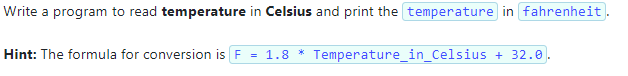 Write a program to read temperature in Celsius and print the temperature in fahrenheit.
Hint: The formula for conversion is F = 1.8 * Temperature_in_Celsius + 32.0.